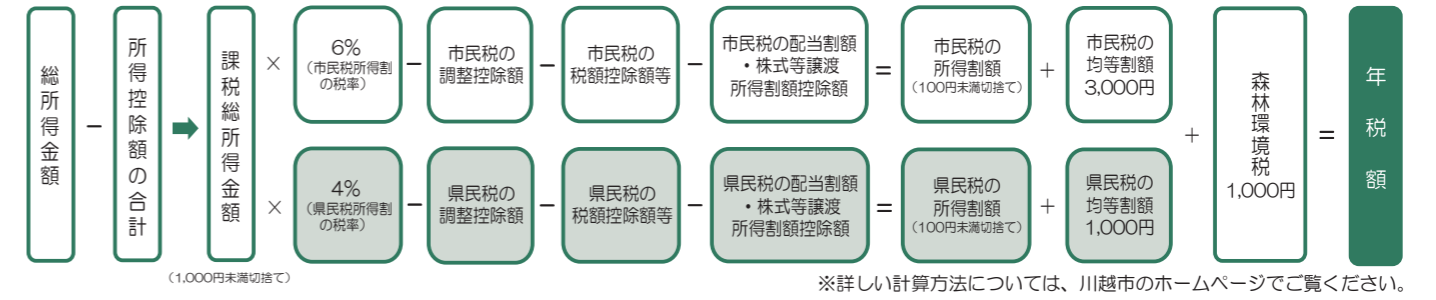 総所得金額
−
所得控除額の合計
課税総所得金額
（1,000円未満切捨て）
×
6%
（市民税所得割
の税率）
−
市民税の
調整控除額
−
市民税の
税額控除額等
−
市民税の配当割額
・株式等譲渡
所得割額控除額
=
市民税の
所得割額
（100円未満切捨て）
+
市民税の
均等割額
3,000円
×
4%
（県民税所得割
の税率）
−
県民税の
調整控除額
−
県民税の
税額控除額等
−
県民税の配当割額
・株式等譲渡
所得割額控除額
=
県民税の
所得割額
（100円未満切捨て）
+
県民税の
均等割額
1,000円
+
森林環境税
1,000円
=
年税額
※詳しい計算方法については、川越市のホームページでご覧ください。